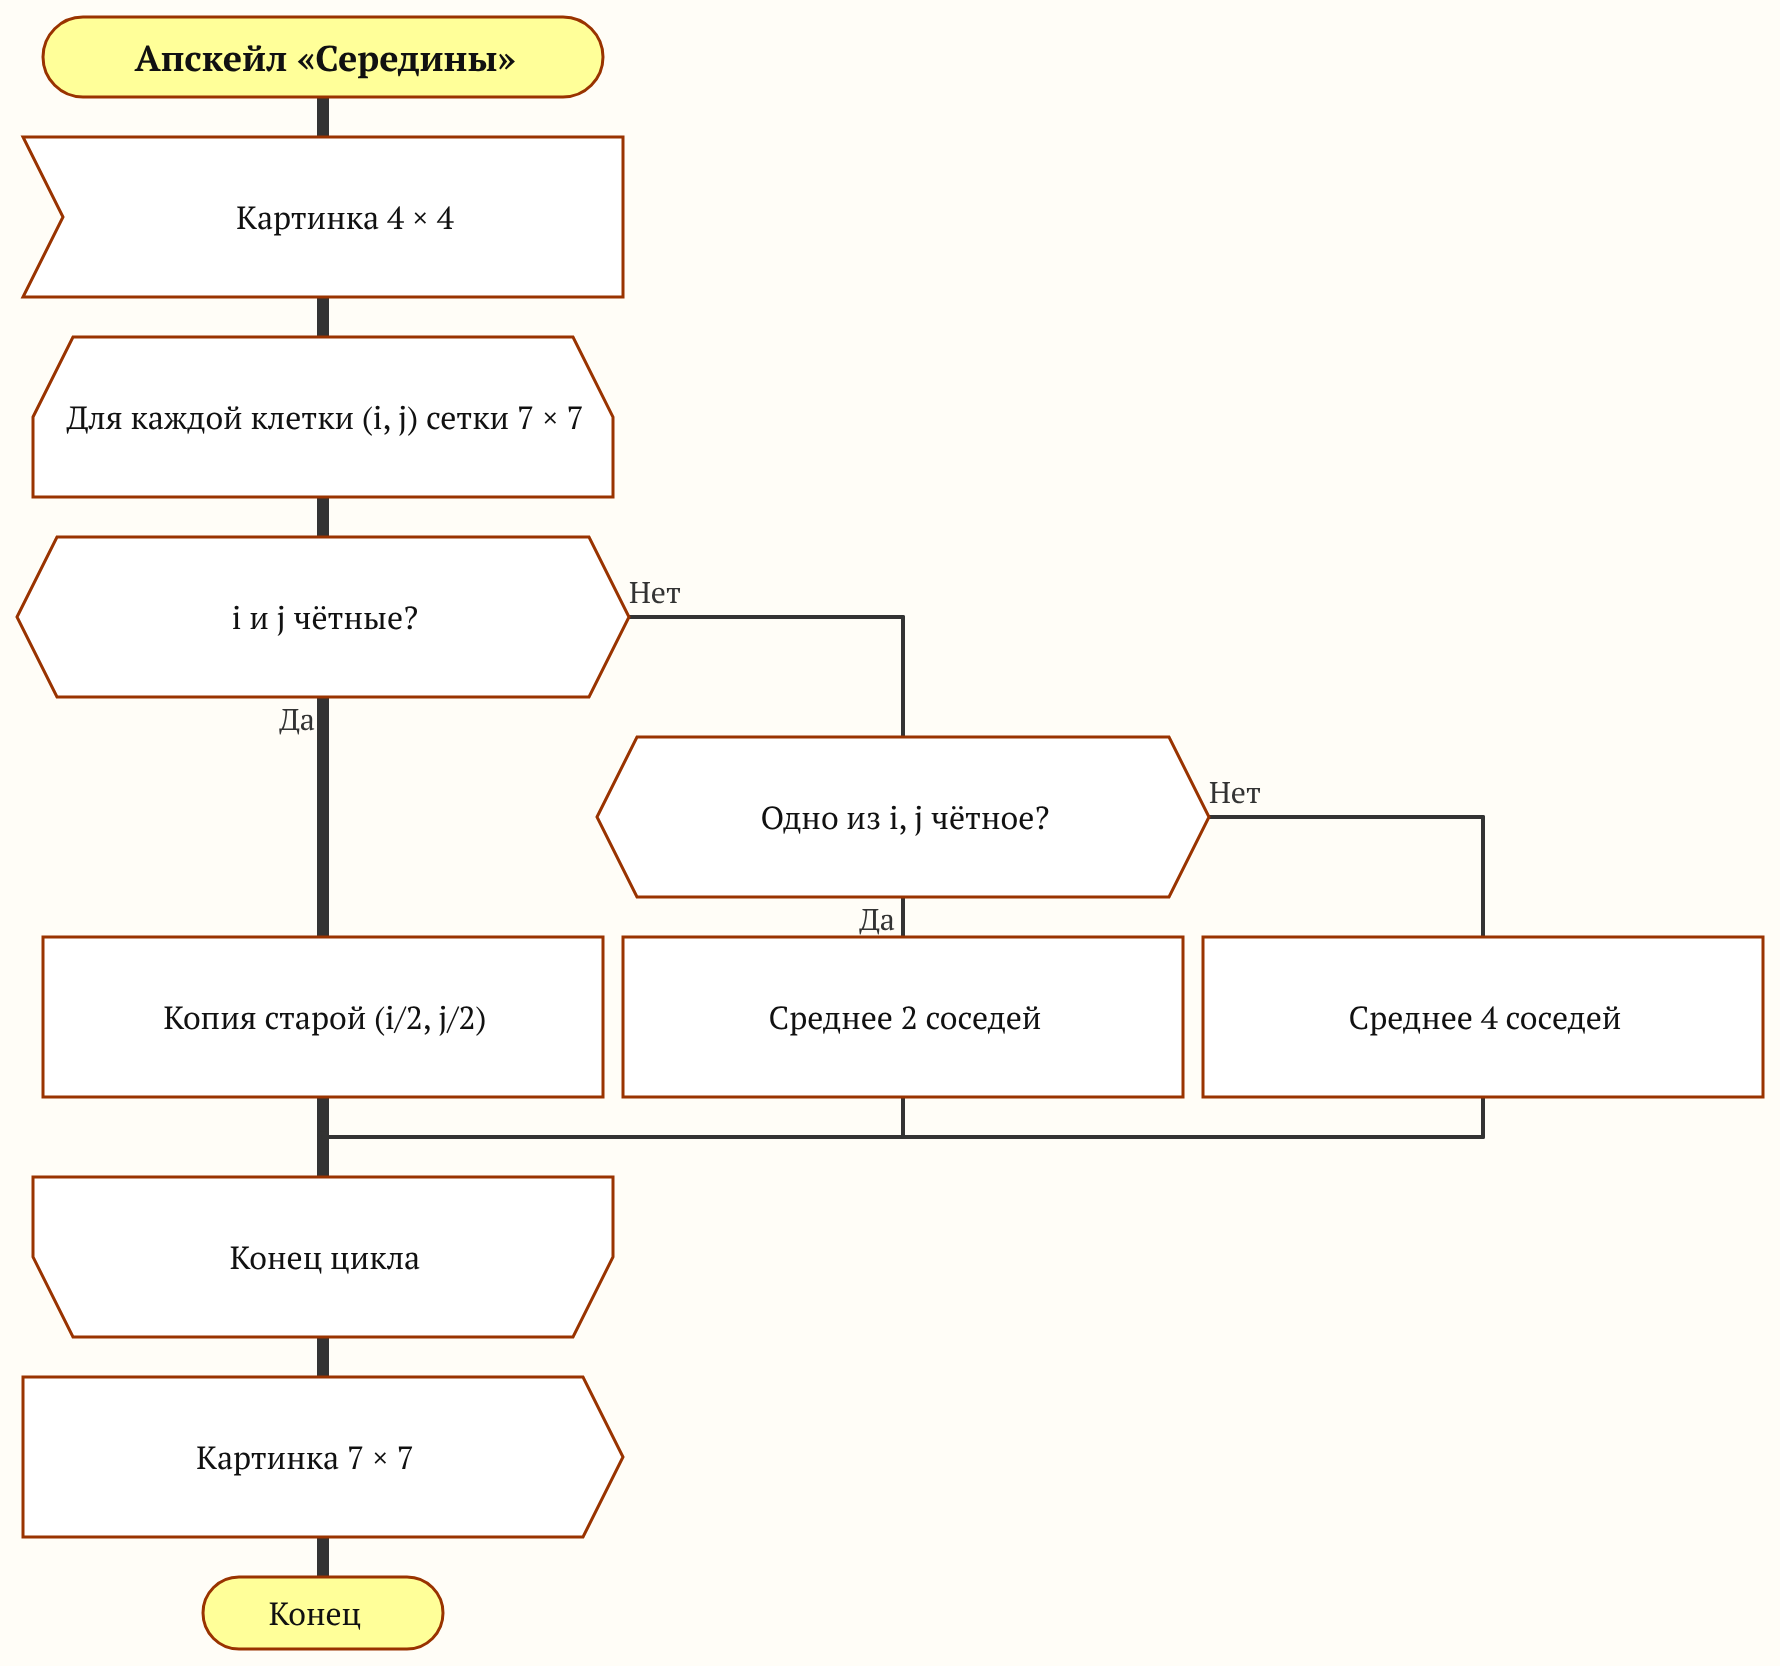 Апскейл «Середины»
Картинка 4 × 4
Для каждой клетки (i, j) сетки 7 × 7
i и j чётные?
Нет
Да
Одно из i, j чётное?
Нет
Да
Копия старой (i/2, j/2)
Среднее 2 соседей
Среднее 4 соседей
Конец цикла
Картинка 7 × 7
Конец